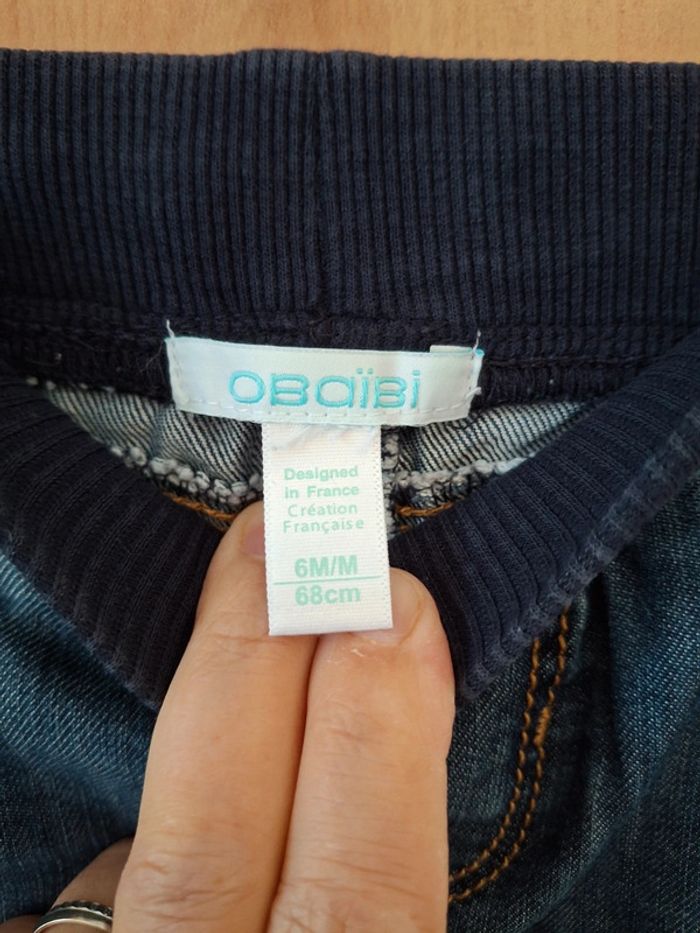 OBaïBi
Designed
in France
Création
Française
6M/M
68cm